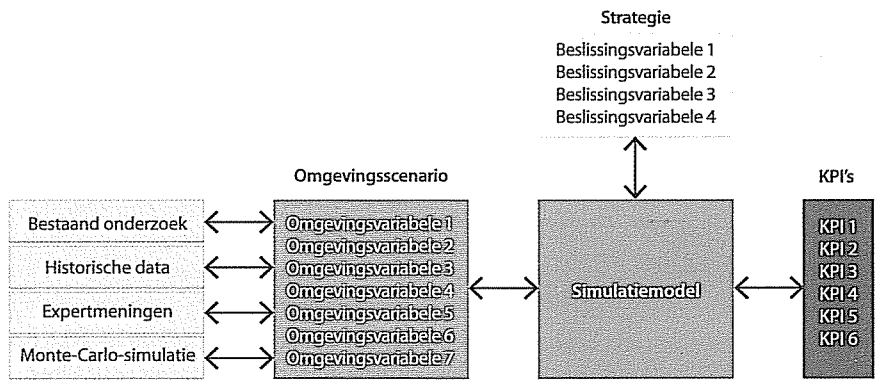 Strategie
Beslissingsvariabele 1
Beslissingsvariabele 2
Beslissingsvariabele 3
Beslissingsvariabele 4
Omgevingsscenario
KPI's
Bestaand onderzoek
Historische data
Expertmeningen
Monte-Carlo-simulatie
Omgevingsvariabele 1
Omgevingsvariabele 2
Omgevingsvariabele 3
Omgevingsvariabele 4
Omgevingsvariabele 5
Omgevingsvariabele 6
Omgevingsvariabele 7
Simulatiemodel
KPI 1
KPI 2
KPI 3
KPI 4
KPI 5
KPI 6